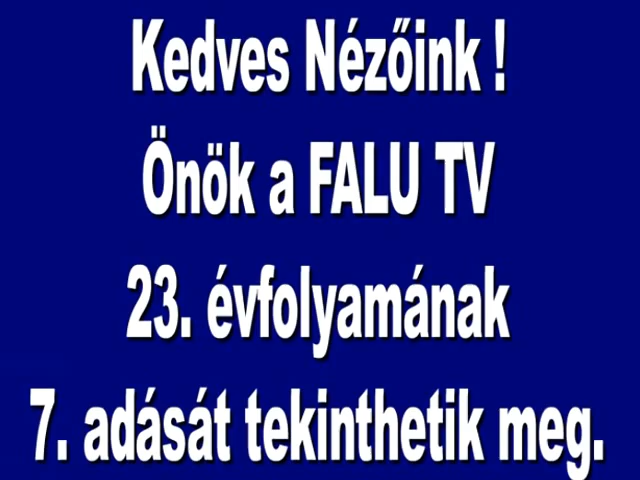 Kedves Nézőink !
Önök a FALU TV
23. évfolyamának
7. adását tekinthetik meg.